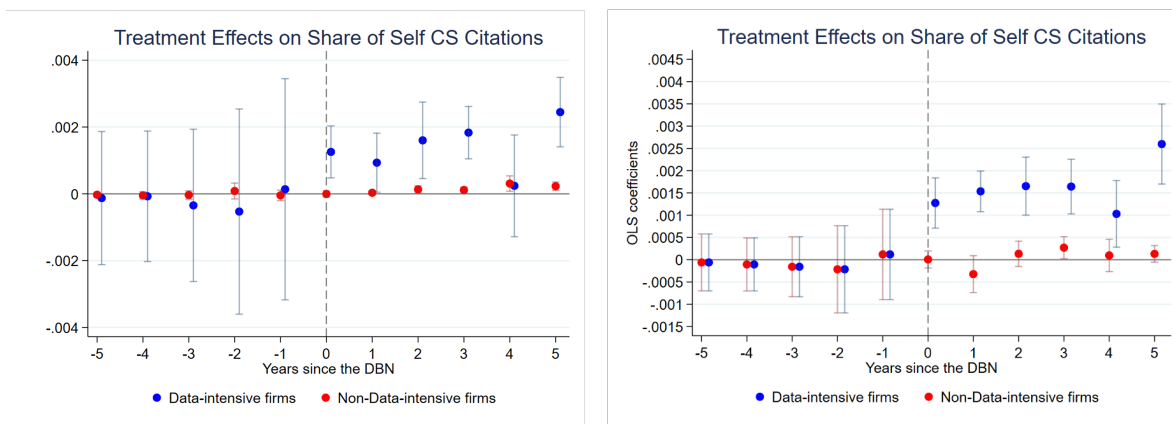 Treatment Effects on Share of Self CS Citations
.004
.002
0
-.002
-.004
-5 -4 -3 -2 -1 0 1 2 3 4 5
Years since the DBN
Data-intensive firms Non-Data-intensive firms
Treatment Effects on Share of Self CS Citations
OLS coefficients
.0045
.004
.0035
.003
.0025
.002
.0015
.001
.0005
0
-.0005
-.001
-.0015
-5 -4 -3 -2 -1 0 1 2 3 4 5
Years since the DBN
Data-intensive firms Non-Data-intensive firms